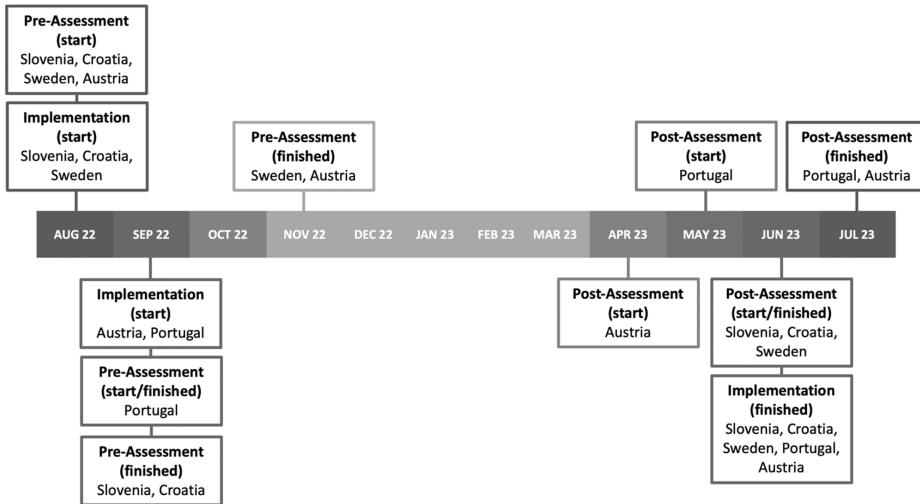 Pre-Assessment
(start)
Slovenia, Croatia,
Sweden, Austria
Implementation
(start)
Slovenia, Croatia,
Sweden
Pre-Assessment
(finished)
Sweden, Austria
Post-Assessment
(start)
Portugal
Post-Assessment
(finished)
Portugal, Austria
AUG 22 SEP 22 OCT 22 NOV 22 DEC 22 JAN 23 FEB 23 MAR 23 APR 23 MAY 23 JUN 23 JUL 23
Implementation
(start)
Austria, Portugal
Pre-Assessment
(start/finished)
Portugal
Pre-Assessment
(finished)
Slovenia, Croatia
Post-Assessment
(start)
Austria
Post-Assessment
(start/finished)
Slovenia, Croatia,
Sweden
Implementation
(finished)
Slovenia, Croatia,
Sweden, Portugal,
Austria